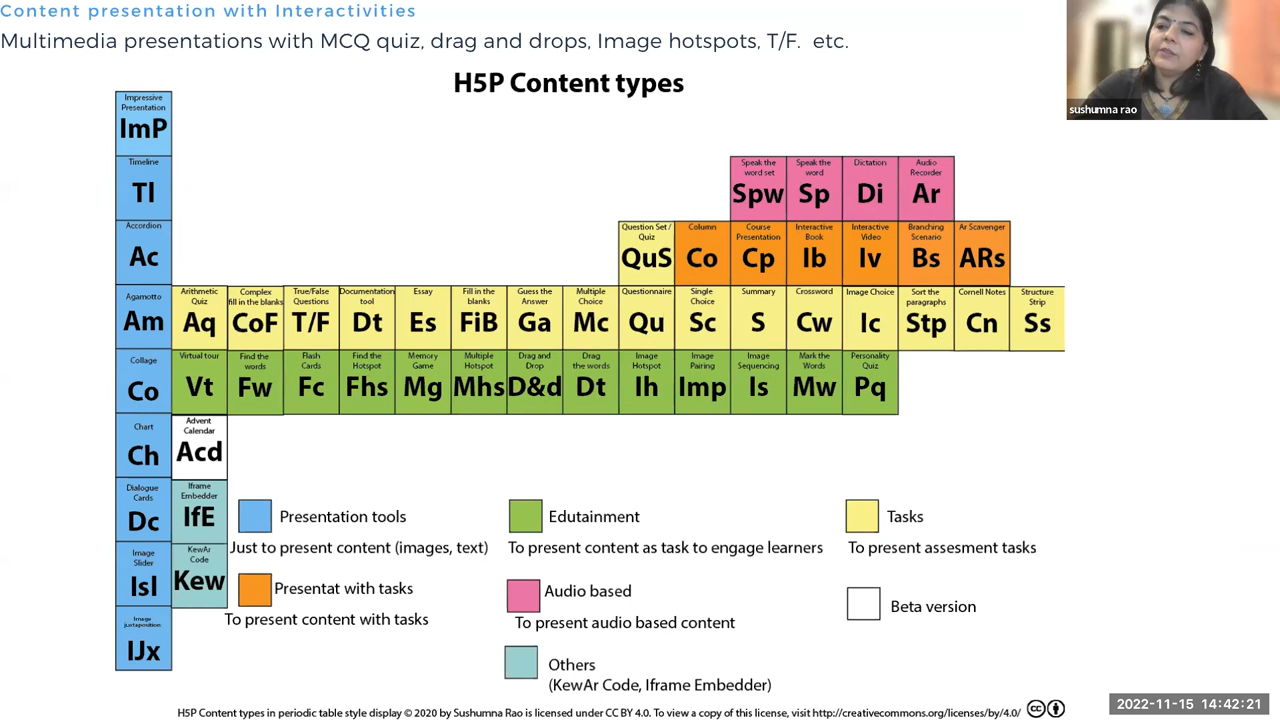 Content presentation with Interactivities
Multimedia presentations with MCQ quiz, drag and drops, Image hotspots, T/F. etc.
sushumna rao
H5P Content types
Impressive
Presentation
ImP
Timeline
Tl
Speak the
word set
Spw
Speak the
word
Sp
Dictation
Di
Audio
Recorder
Ar
Accordion
Ac
Question Set /
Quiz
QuS
Column
Co
Course
Presentation
Cp
Interactive
Book
Ib
Interactive
Video
Iv
Branching
Scenario
Bs
Ar Scavenger
ARs
Agamotto
Am
Arithmetic
Quiz
Aq
Complex
fill in the blanks
CoF
True/False
Questions
T/F
Documentation
tool
Dt
Essay
Es
Fill in the
blanks
FiB
Guess the
Answer
Ga
Multiple
Choice
Mc
Questionnaire
Qu
Single
Choice
Sc
Summary
S
Crossword
Cw
Image Choice
Ic
Sort the
paragraphs
Stp
Cornell Notes
Cn
Structure
Strip
Ss
Collage
Co
Virtual tour
Vt
Find the
words
Fw
Flash
Cards
Fc
Find the
Hotspot
Fhs
Memory
Game
Mg
Multiple
Hotspot
Mhs
Drag and
Drop
D&d
Drag
the words
Dt
Image
Hotspot
Ih
Image
Pairing
Imp
Image
Sequencing
Is
Mark the
Words
Mw
Personality
Quiz
Pq
Chart
Ch
Advent
Calendar
Acd
Dialogue
Cards
Dc
Iframe
Embedder
IfE
Image
Slider
Isl
KewAr
Code
Kew
Image
juxtaposition
IJx
Presentation tools
Just to present content (images, text)
Edutainment
To present content as task to engage learners
Tasks
To present assesment tasks
Presentat with tasks
To present content with tasks
Audio based
To present audio based content
Beta version
Others
(KewAr Code, Iframe Embedder)
2022-11-15 14:42:21
H5P Content types in periodic table style display © 2020 by Sushumna Rao is licensed under CC BY 4.0. To view a copy of this license, visit http://creativecommons.org/licenses/by/4.0/